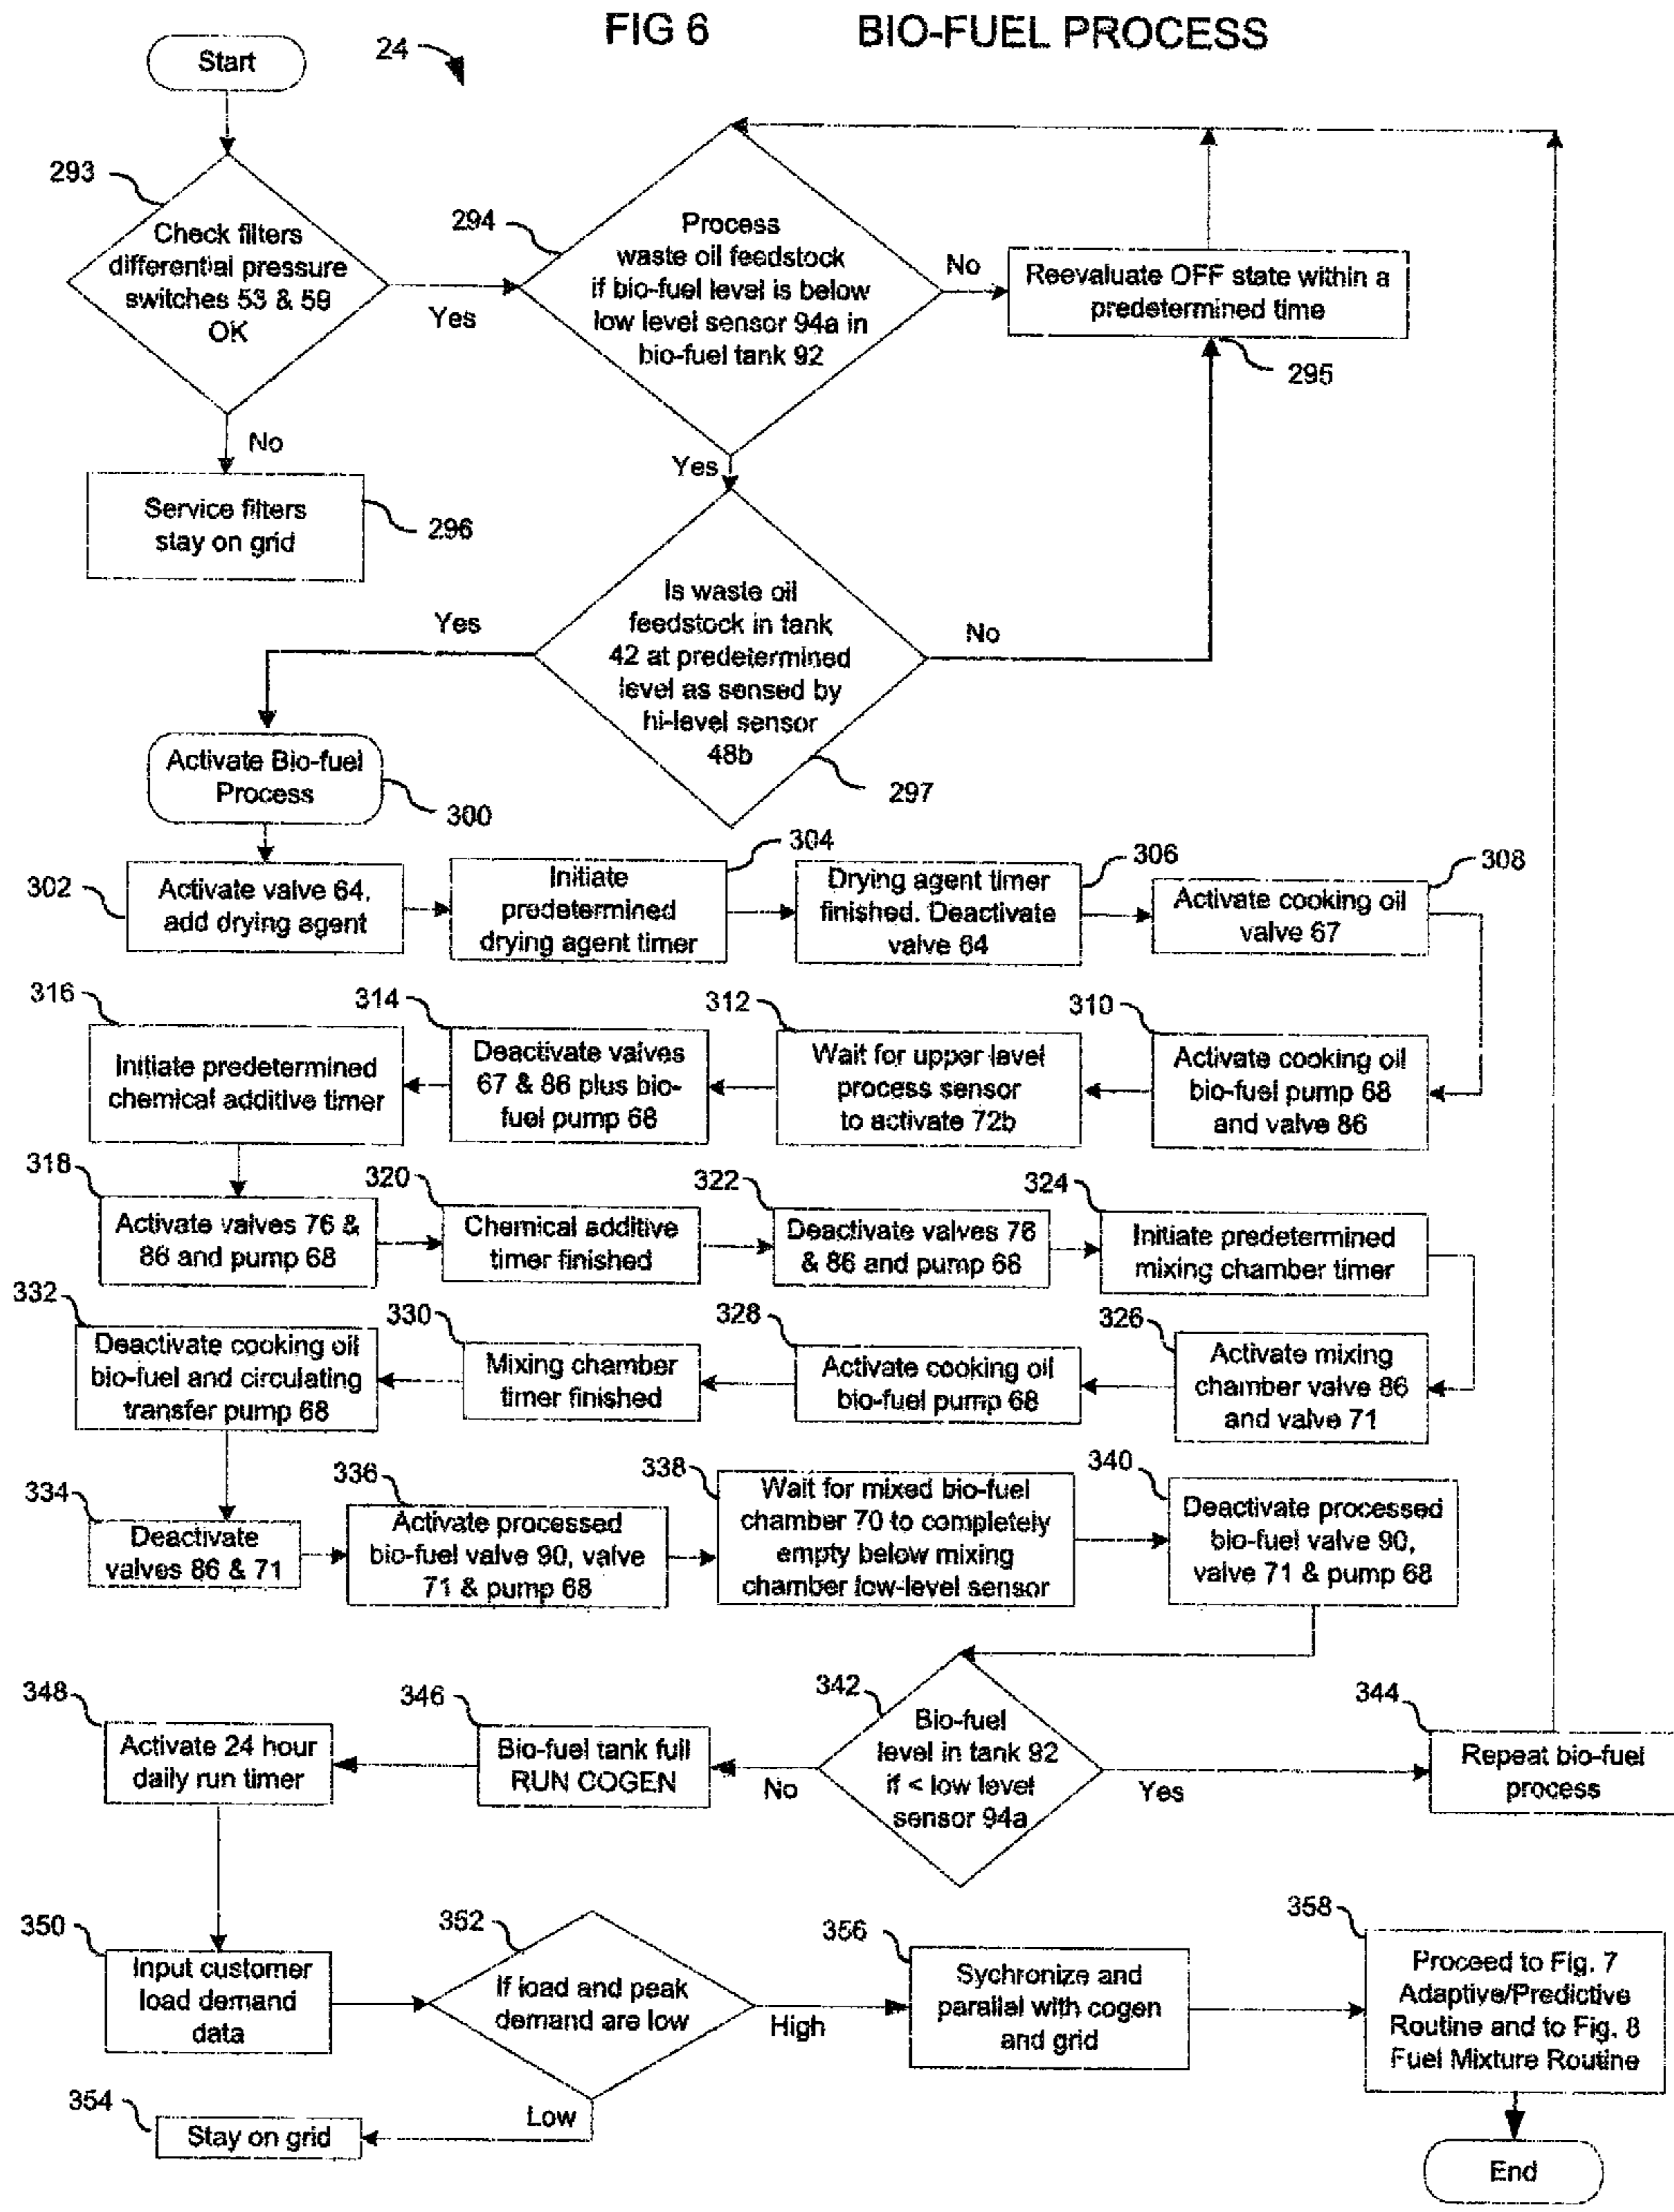 FIG 6 BIO-FUEL PROCESS
24
Start
293
Check filters
differential pressure
switches 53 & 59
OK
Yes
No
Service filters
stay on grid
296
294
Process
waste oil feedstock
if bio-fuel level is below
low level sensor 94a in
bio-fuel tank 92
No
Yes
Reevaluate OFF state within a
predetermined time
295
Is waste oil
feedstock in tank
42 at predetermined
level as sensed by
hi-level sensor
48b
Yes
No
297
Activate Bio-fuel
Process
300
302
Activate valve 64,
add drying agent
304
Initiate
predetermined
drying agent timer
306
Drying agent timer
finished. Deactivate
valve 64
308
Activate cooking oil
valve 67
310
Activate cooking oil
bio-fuel pump 68
and valve 86
312
Wait for upper level
process sensor
to activate 72b
314
Deactivate valves
67 & 86 plus bio-
fuel pump 68
316
Initiate predetermined
chemical additive timer
318
Activate valves 76 &
86 and pump 68
320
Chemical additive
timer finished
322
Deactivate valves 76
& 86 and pump 68
324
Initiate predetermined
mixing chamber timer
326
Activate mixing
chamber valve 86
and valve 71
328
Activate cooking oil
bio-fuel pump 68
330
Mixing chamber
timer finished
332
Deactivate cooking oil
bio-fuel and circulating
transfer pump 68
334
Deactivate
valves 86 & 71
336
Activate processed
bio-fuel valve 90, valve
71 & pump 68
338
Wait for mixed bio-fuel
chamber 70 to completely
empty below mixing
chamber low-level sensor
340
Deactivate processed
bio-fuel valve 90,
valve 71 & pump 68
342
Bio-fuel
level in tank 92
if < low level
sensor 94a
No
Yes
344
Repeat bio-fuel
process
346
Bio-fuel tank full
RUN COGEN
348
Activate 24 hour
daily run timer
350
Input customer
load demand
data
352
If load and peak
demand are low
High
Low
354
Stay on grid
356
Sychronize and
parallel with cogen
and grid
358
Proceed to Fig. 7
Adaptive/Predictive
Routine and to Fig. 8
Fuel Mixture Routine
End